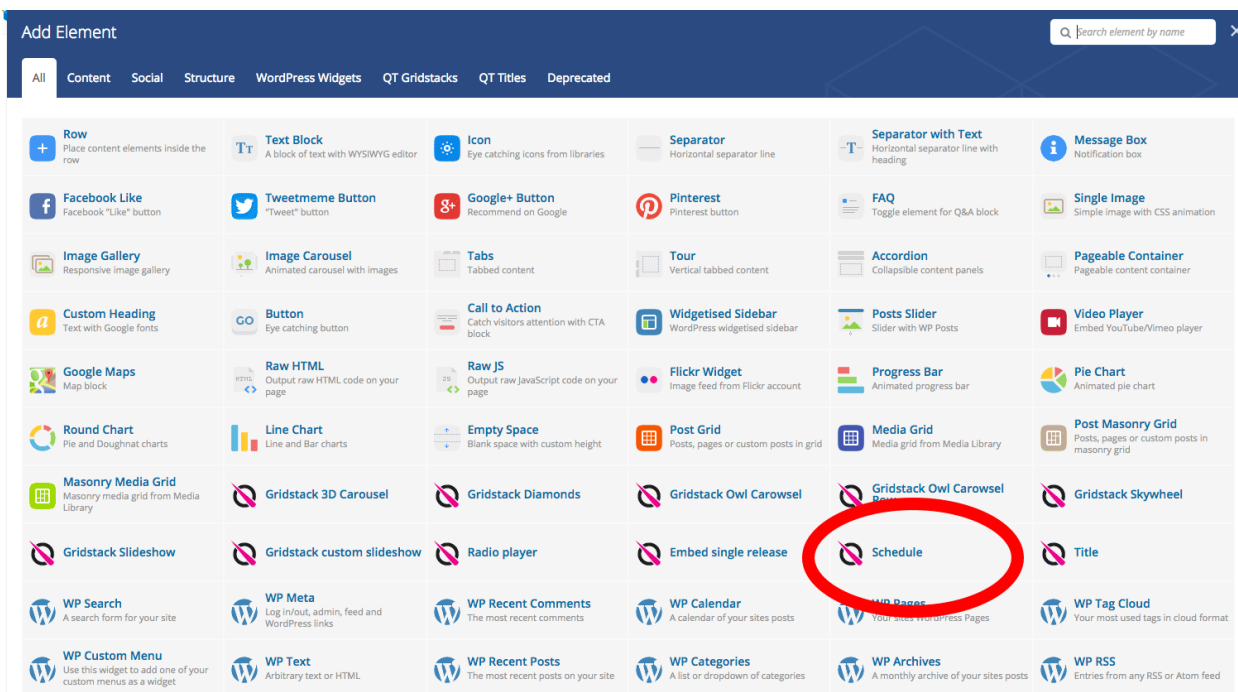 Add Element
Search element by name
All Content Social Structure WordPress Widgets QT Gridstacks QT Titles Deprecated
Row
Place content elements inside the
row
Text Block
A block of text with WYSIWYG editor
Icon
Eye catching icons from libraries
Separator
Horizontal separator line
Separator with Text
Horizontal separator line with
heading
Message Box
Notification box
Facebook Like
Facebook "Like" button
Tweetmeme Button
"Tweet" button
Google+ Button
Recommend on Google
Pinterest
Pinterest button
FAQ
Toggle element for Q&A block
Single Image
Simple image with CSS animation
Image Gallery
Responsive image gallery
Image Carousel
Animated carousel with images
Tabs
Tabbed content
Tour
Vertical tabbed content
Accordion
Collapsible content panels
Pageable Container
Pageable content container
Custom Heading
Text with Google fonts
GO
Button
Eye catching button
Call to Action
Catch visitors attention with CTA
block
Widgetised Sidebar
WordPress widgetised sidebar
Posts Slider
Slider with WP Posts
Video Player
Embed YouTube/Vimeo player
Google Maps
Map block
Raw HTML
Output raw HTML code on your
page
Raw JS
Output raw JavaScript code on your
page
Flickr Widget
Image feed from Flickr account
Progress Bar
Animated progress bar
Pie Chart
Animated pie chart
Round Chart
Pie and Doughnat charts
Line Chart
Line and Bar charts
Empty Space
Blank space with custom height
Post Grid
Posts, pages or custom posts in grid
Media Grid
Media grid from Media Library
Post Masonry Grid
Posts, pages or custom posts in
masonry grid
Masonry Media Grid
Masonry media grid from Media
Library
Gridstack 3D Carousel
Gridstack Diamonds
Gridstack Owl Carowsel
Gridstack Owl Carowsel
Gridstack Skywheel
Gridstack Slideshow
Gridstack custom slideshow
Radio player
Embed single release
Schedule
Title
WP Search
A search form for your site
WP Meta
Log in/out, admin, feed and
WordPress links
WP Recent Comments
The most recent comments
WP Calendar
A calendar of your sites posts
WP Pages
Your sites WordPress Pages
WP Tag Cloud
Your most used tags in cloud format
WP Custom Menu
Use this widget to add one of your
custom menus as a widget
WP Text
Arbitrary text or HTML
WP Recent Posts
The most recent posts on your site
WP Categories
A list or dropdown of categories
WP Archives
A monthly archive of your sites posts
WP RSS
Entries from any RSS or Atom feed